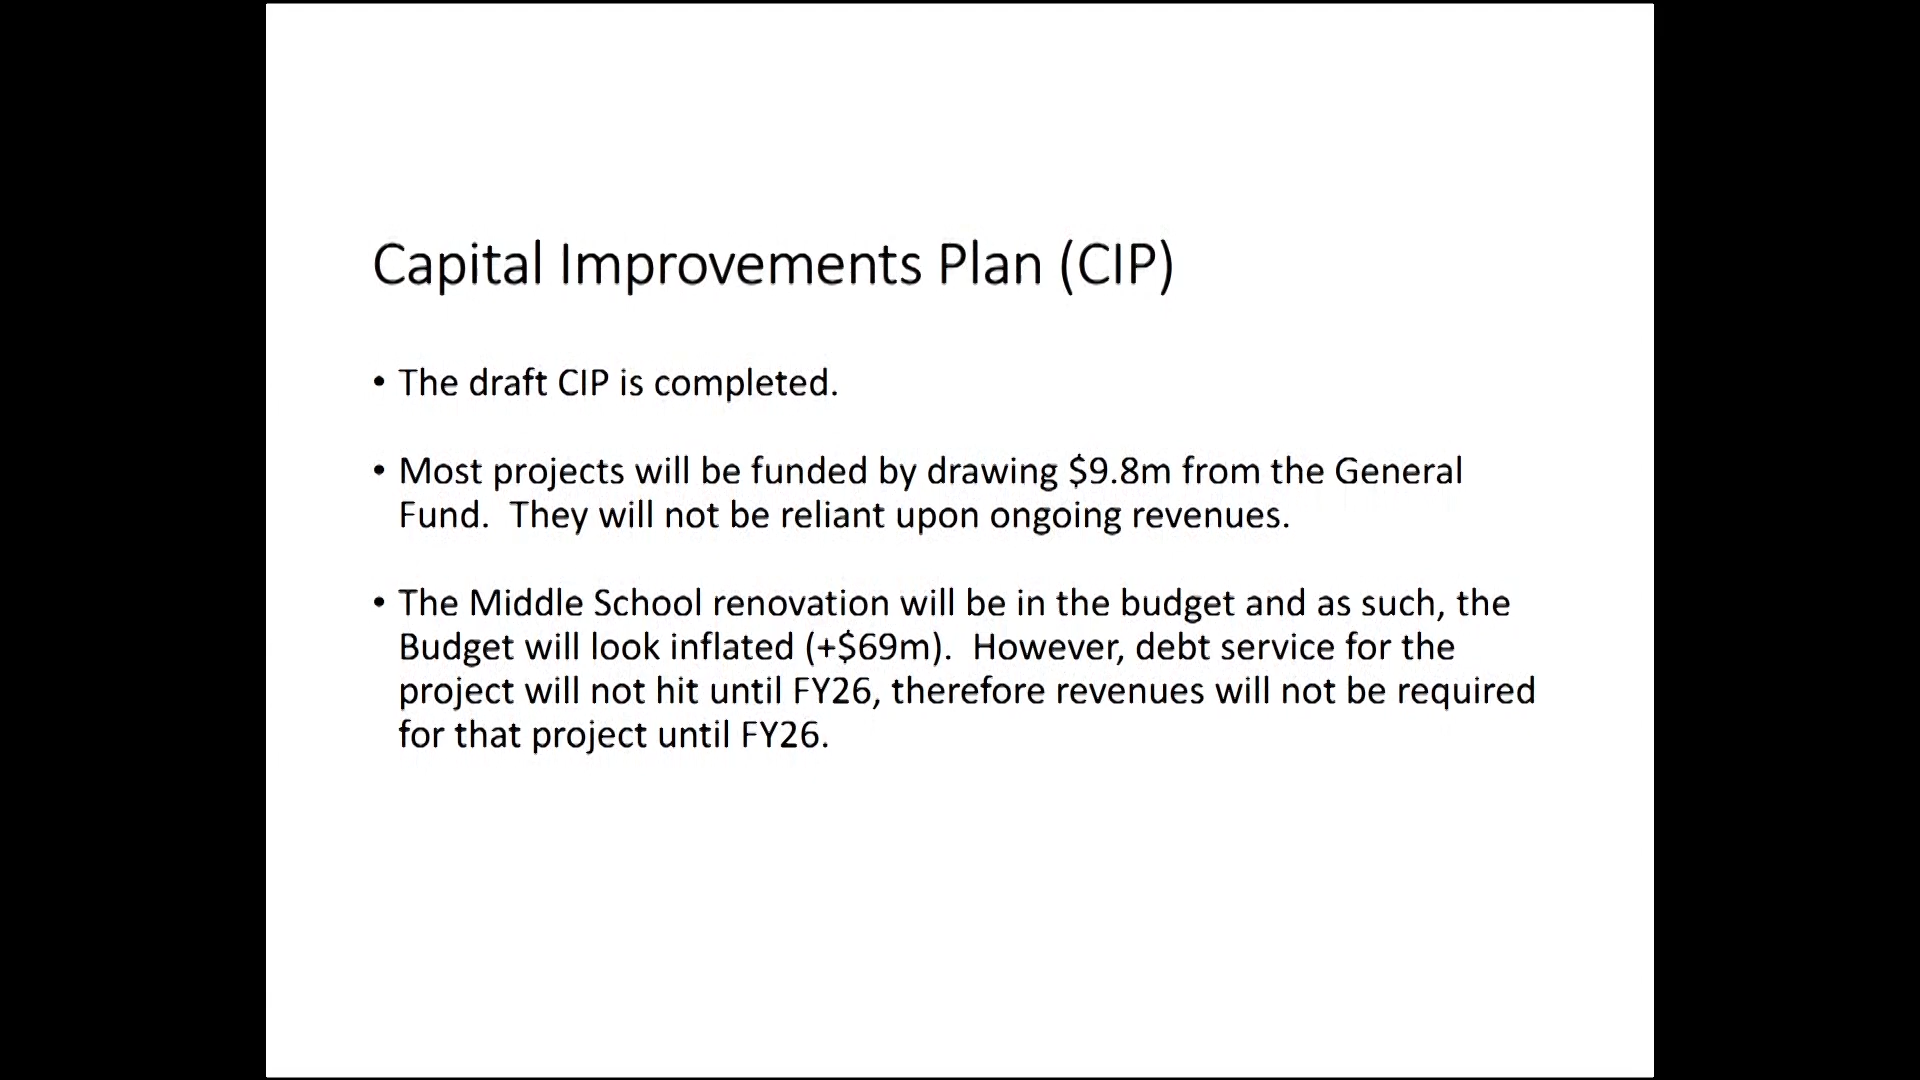 Capital Improvements Plan (CIP)
• The draft CIP is completed.
• Most projects will be funded by drawing $9.8m from the General
Fund.  They will not be reliant upon ongoing revenues.
• The Middle School renovation will be in the budget and as such, the
Budget will look inflated (+$69m).  However, debt service for the
project will not hit until FY26, therefore revenues will not be required
for that project until FY26.